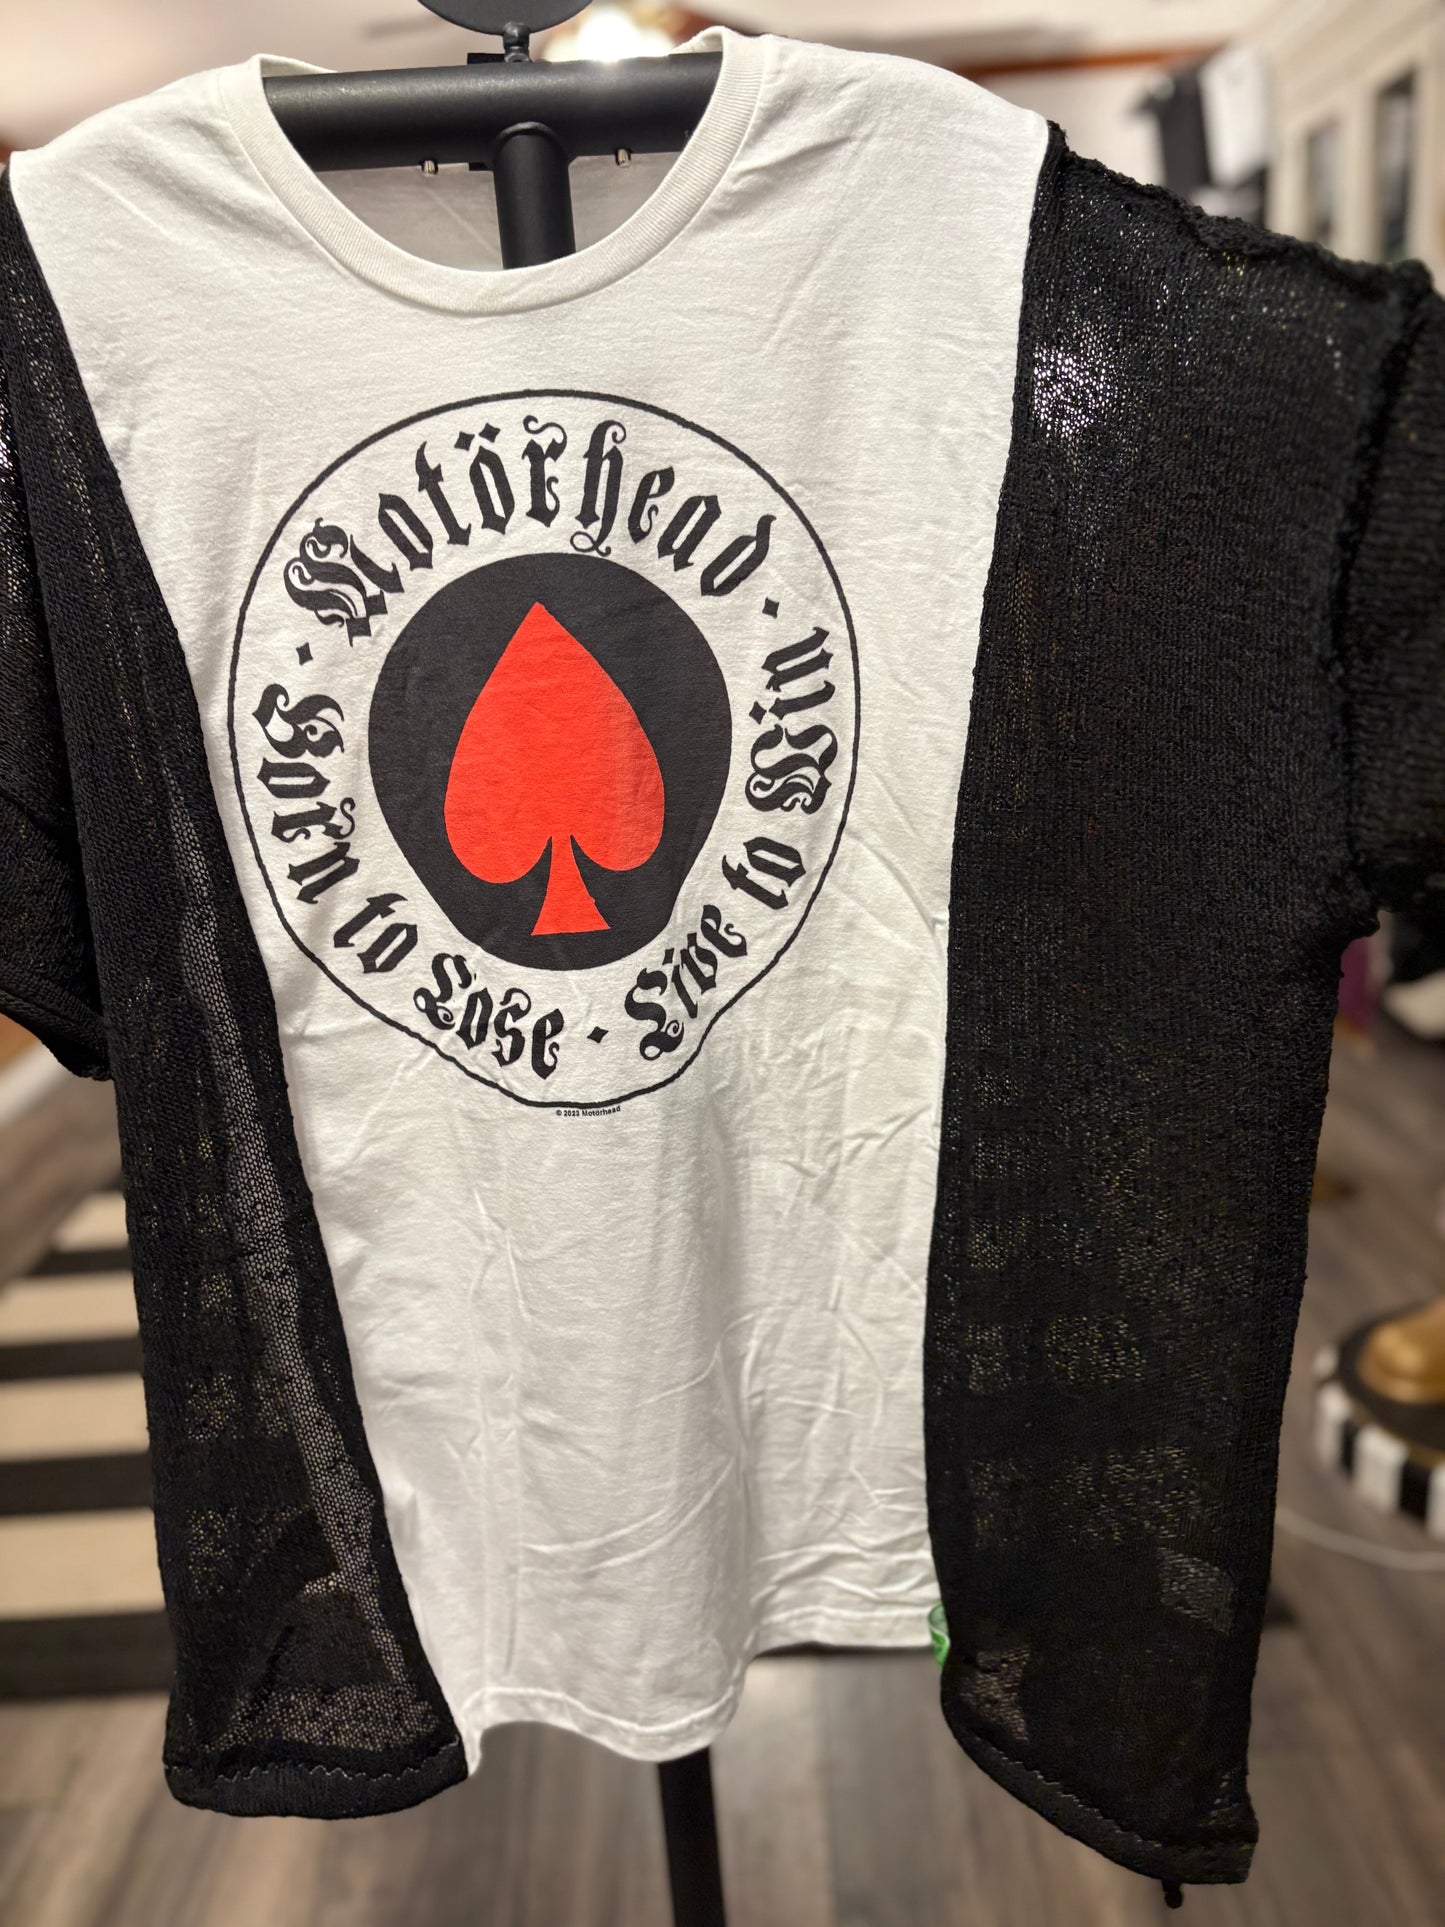 Motörhead
Born to Lose · Live to Win
© 2023 Motörhead